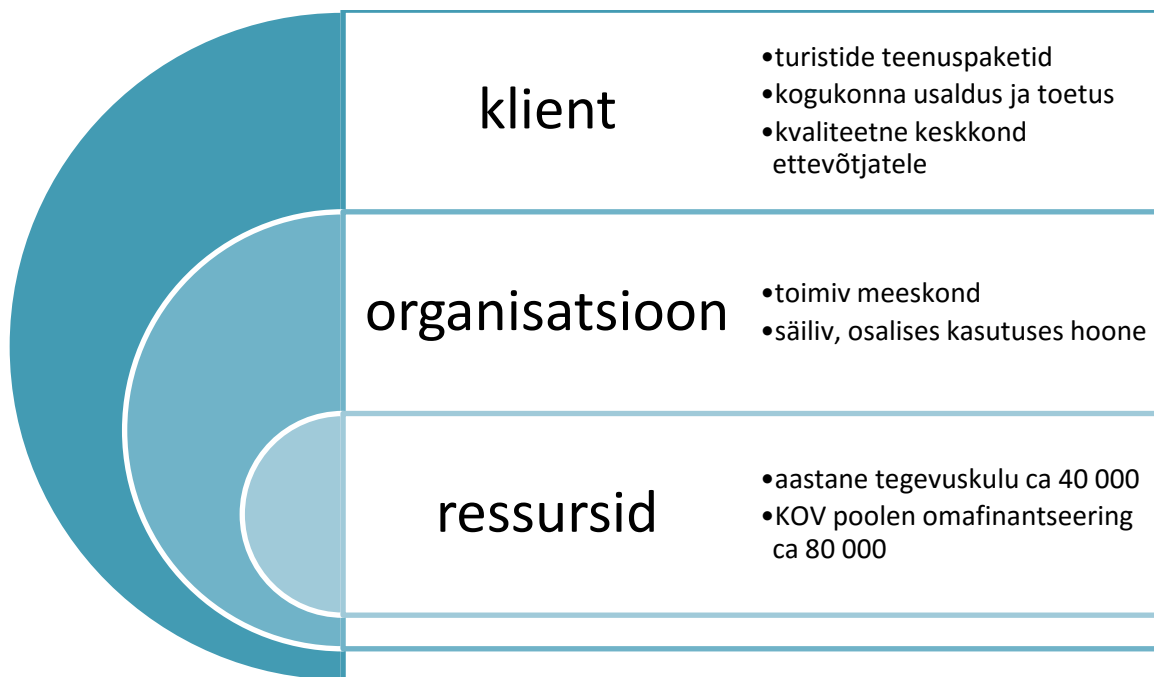 klient
•turistide teenuspaketid
•kogukonna usaldus ja toetus
•kvaliteetne keskkond
ettevõtjatele
organisatsioon
•toimiv meeskond
•säiliv, osalises kasutuses hoone
ressursid
•aastane tegevuskulu ca 40 000
•KOV poolen omafinantseering
ca 80 000